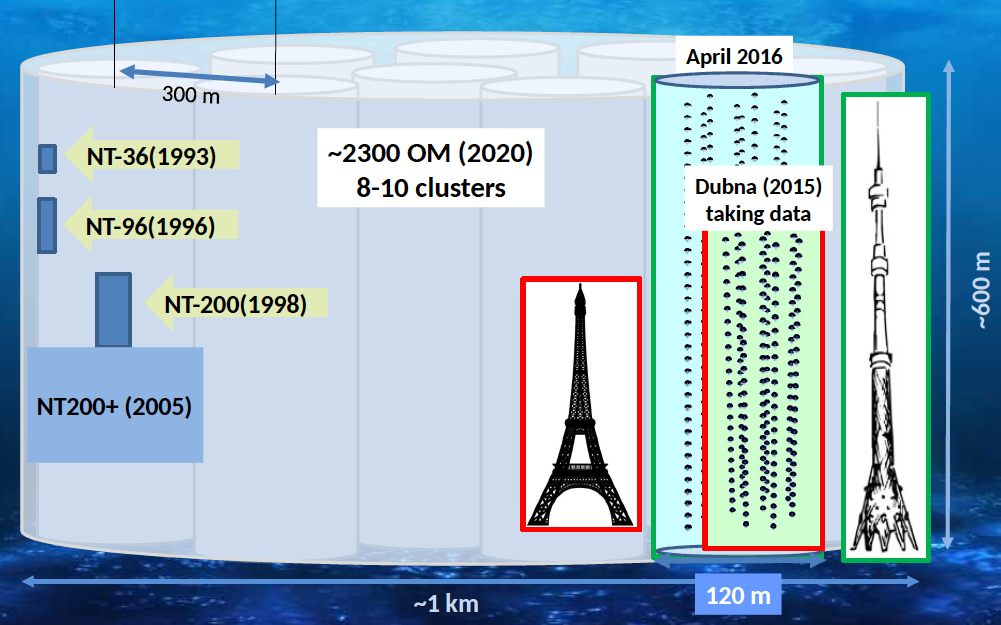 April 2016
300 m
NT-36(1993)
~2300 OM (2020)
8-10 clusters
Dubna (2015)
taking data
NT-96(1996)
NT-200(1998)
~600 m
NT200+ (2005)
120 m
~1 km